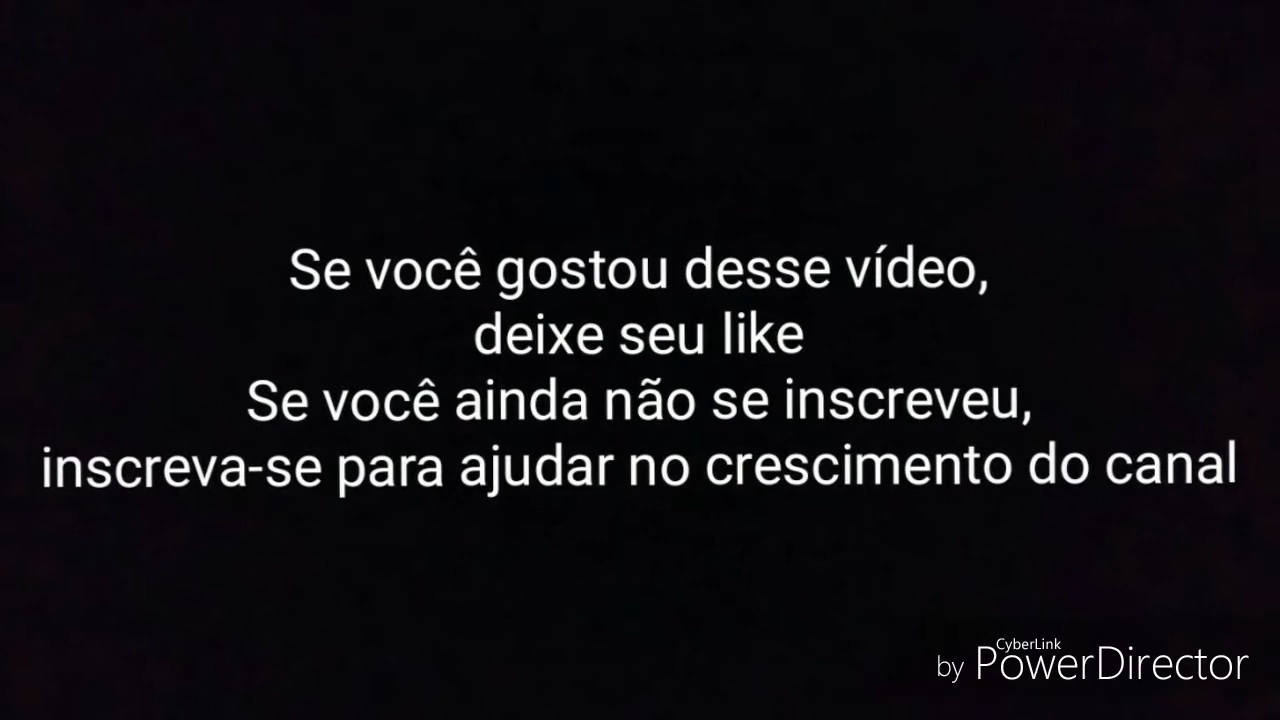 Se você gostou desse vídeo,
deixe seu like
Se você ainda não se inscreveu,
inscreva-se para ajudar no crescimento do canal
CyberLink
by PowerDirector